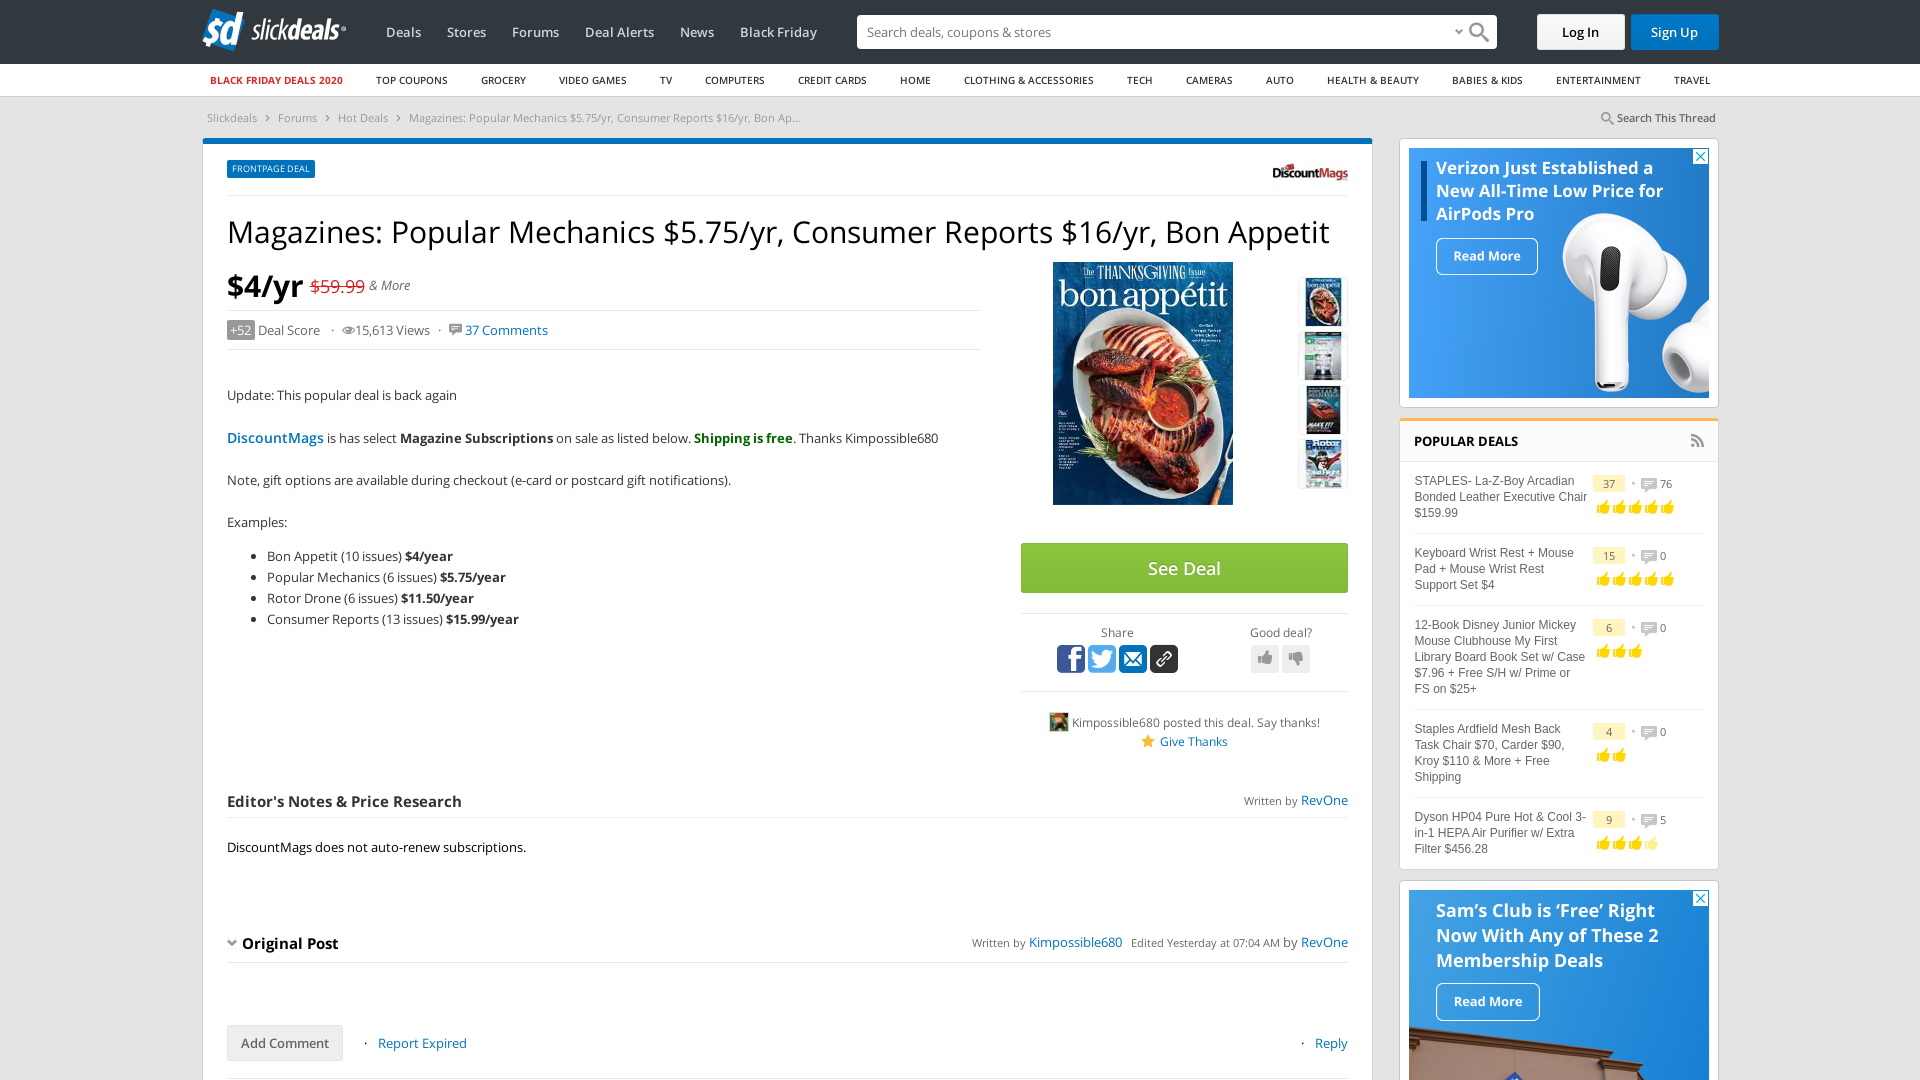 slickdeals
Deals
Stores
Forums
Deal Alerts
News
Black Friday
Search deals, coupons & stores
Log In
Sign Up
BLACK FRIDAY DEALS 2020
TOP COUPONS
GROCERY
VIDEO GAMES
TV
COMPUTERS
CREDIT CARDS
HOME
CLOTHING & ACCESSORIES
TECH
CAMERAS
AUTO
HEALTH & BEAUTY
BABIES & KIDS
ENTERTAINMENT
TRAVEL
Slickdeals > Forums > Hot Deals > Magazines: Popular Mechanics $5.75/yr, Consumer Reports $16/yr, Bon Ap...
Search This Thread
FRONTPAGE DEAL
DiscountMags
Magazines: Popular Mechanics $5.75/yr, Consumer Reports $16/yr, Bon Appetit
$4/yr $59.99 & More
+52 Deal Score · 15,613 Views · 37 Comments
Update: This popular deal is back again
DiscountMags is has select Magazine Subscriptions on sale as listed below. Shipping is free. Thanks Kimpossible680
Note, gift options are available during checkout (e-card or postcard gift notifications).
Examples:
• Bon Appetit (10 issues) $4/year
• Popular Mechanics (6 issues) $5.75/year
• Rotor Drone (6 issues) $11.50/year
• Consumer Reports (13 issues) $15.99/year
The THANKSGIVING Issue
bon appétit
See Deal
Share
Good deal?
Kimpossible680 posted this deal. Say thanks!
Give Thanks
Editor's Notes & Price Research
Written by RevOne
DiscountMags does not auto-renew subscriptions.
Original Post
Written by Kimpossible680 Edited Yesterday at 07:04 AM by RevOne
Add Comment
· Report Expired
· Reply
Verizon Just Established a
New All-Time Low Price for
AirPods Pro
Read More
POPULAR DEALS
STAPLES- La-Z-Boy Arcadian
Bonded Leather Executive Chair
$159.99
37 • 76
Keyboard Wrist Rest + Mouse
Pad + Mouse Wrist Rest
Support Set $4
15 • 0
12-Book Disney Junior Mickey
Mouse Clubhouse My First
Library Board Book Set w/ Case
$7.96 + Free S/H w/ Prime or
FS on $25+
6 • 0
Staples Ardfield Mesh Back
Task Chair $70, Carder $90,
Kroy $110 & More + Free
Shipping
4 • 0
Dyson HP04 Pure Hot & Cool 3-
in-1 HEPA Air Purifier w/ Extra
Filter $456.28
9 • 5
Sam's Club is 'Free' Right
Now With Any of These 2
Membership Deals
Read More